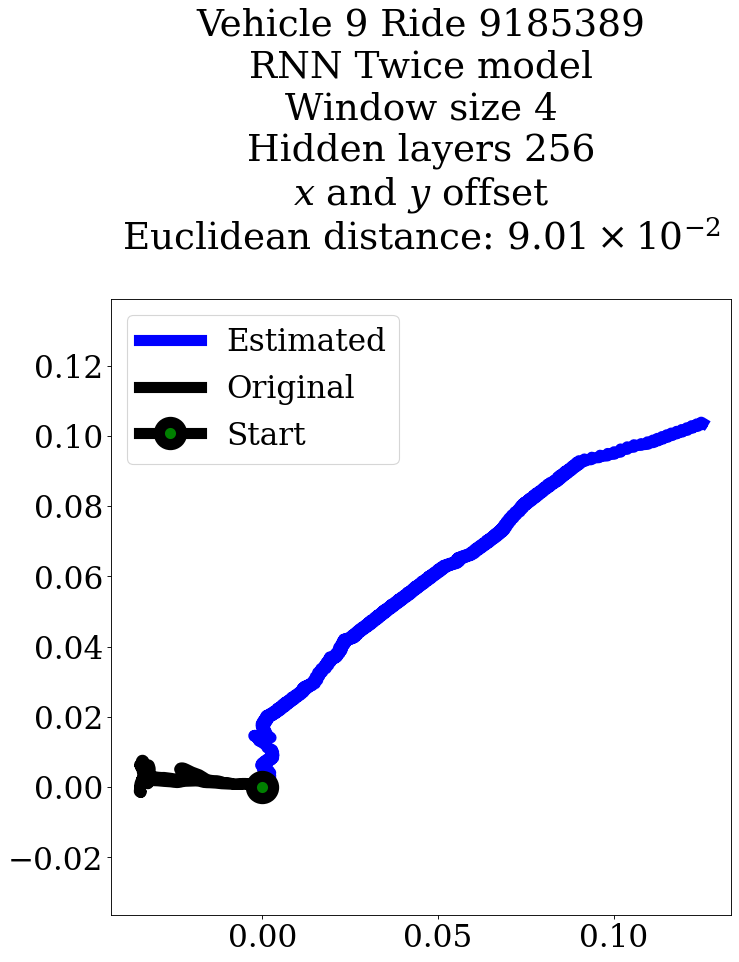 Vehicle 9 Ride 9185389
RNN Twice model
Window size 4
Hidden layers 256
x and y offset
Euclidean distance: 9.01 × 10⁻²
Estimated
Original
Start
0.12
0.10
0.08
0.06
0.04
0.02
0.00
−0.02
0.00 0.05 0.10